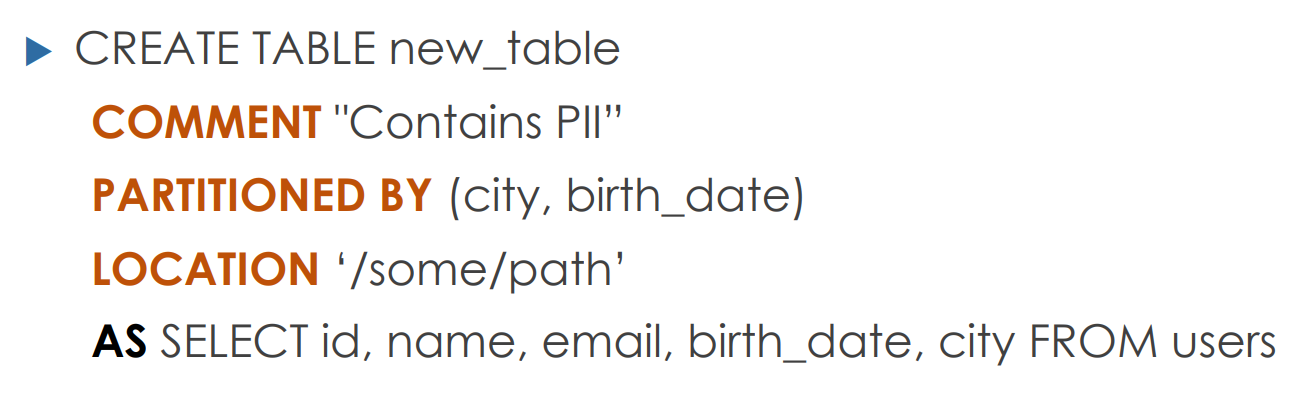 CREATE TABLE new_table
COMMENT "Contains PII”
PARTITIONED BY (city, birth_date)
LOCATION ‘/some/path’
AS SELECT id, name, email, birth_date, city FROM users